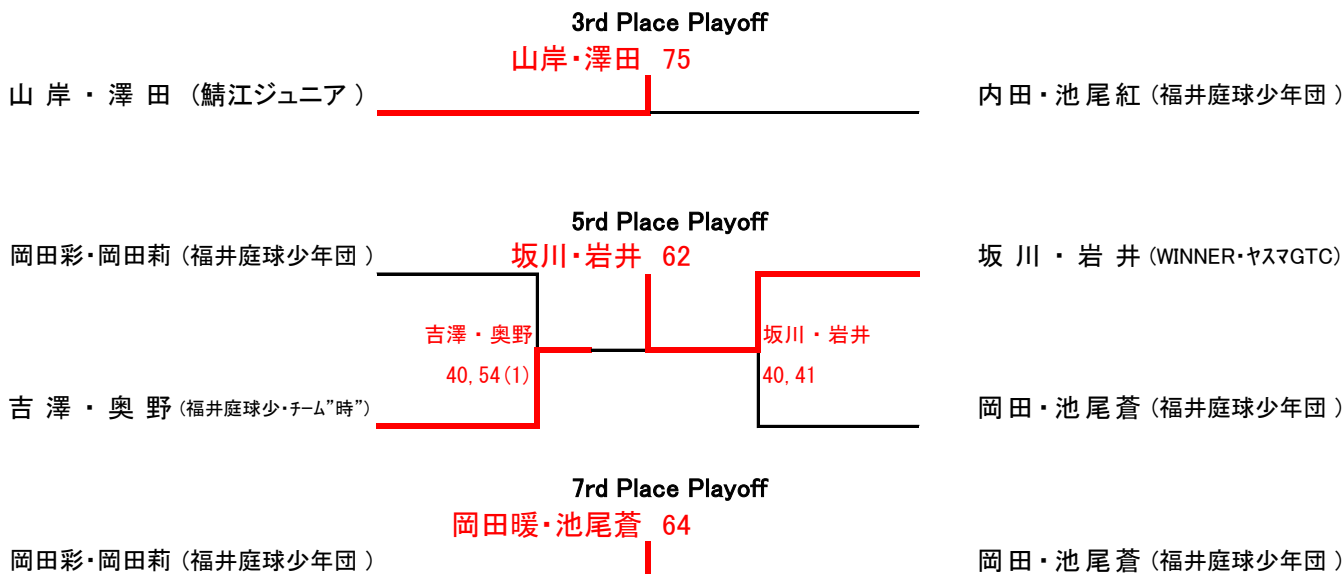 3rd Place Playoff
山岸・澤田 75
山 岸 ・ 澤 田 (鯖江ジュニア )
内田・池尾紅 (福井庭球少年団 )
5rd Place Playoff
岡田彩・岡田莉 (福井庭球少年団 )
坂川・岩井 62
坂 川 ・ 岩 井 (WINNER・ヤスマGTC)
吉澤・奥野
坂川・岩井
40,54(1)
40,41
吉 澤 ・ 奥 野 (福井庭球少・チーム”時”)
岡田・池尾蒼 (福井庭球少年団 )
7rd Place Playoff
岡田暖・池尾蒼 64
岡田彩・岡田莉 (福井庭球少年団 )
岡田・池尾蒼 (福井庭球少年団 )